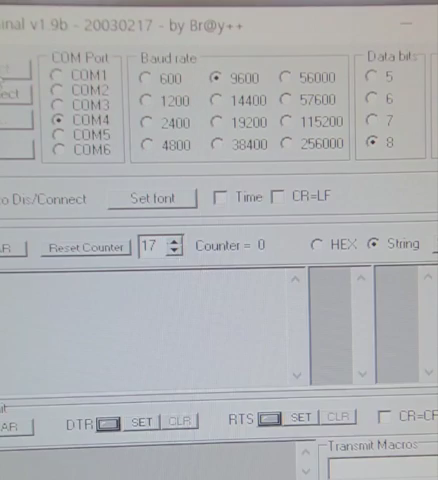 inal v1.9b - 20030217 - by Br@y++
COM Port
COM1
COM2
COM3
COM4
COM5
COM6
Baud rate
600 9600 56000
1200 14400 57600
2400 19200 115200
4800 38400 256000
Data bits
5
6
7
8
ect
o Dis/Connect Set font Time CR=LF
AR Reset Counter 17 Counter = 0 HEX String
it
AR DTR SET CLR RTS SET CLR CR=CR
Transmit Macros